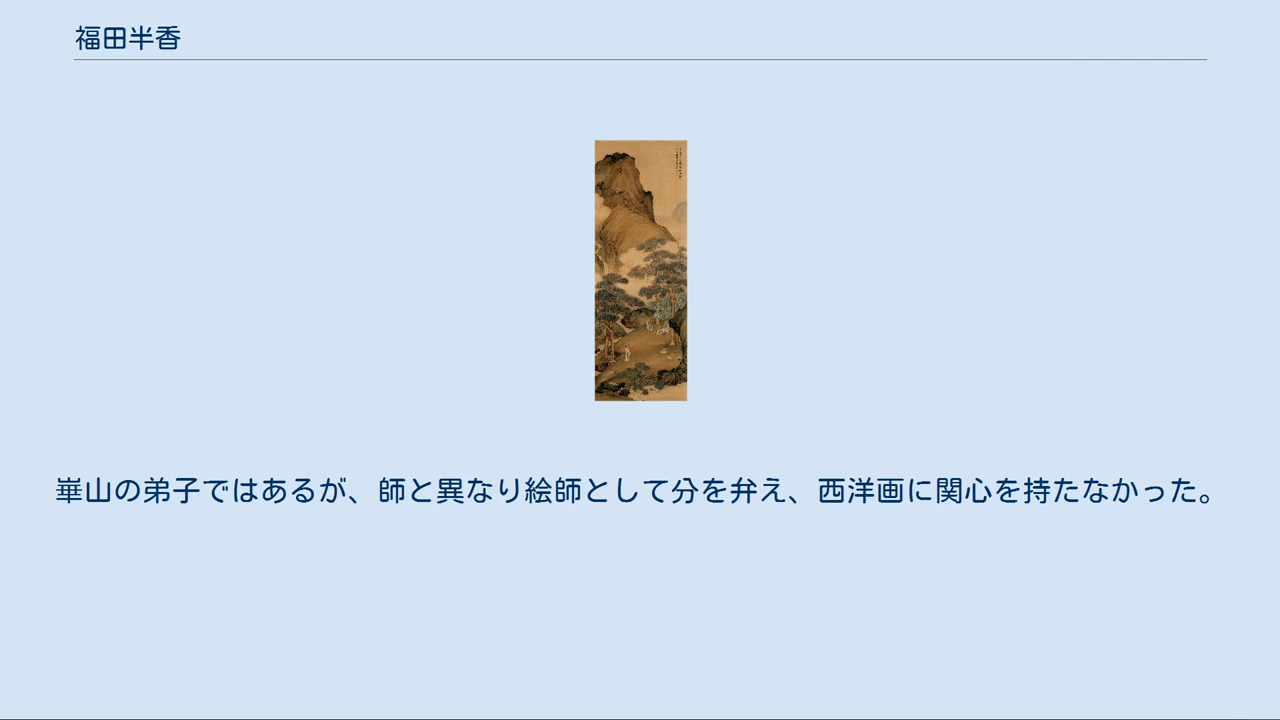 福田半香
崋山の弟子ではあるが、師と異なり絵師として分を弁え、西洋画に関心を持たなかった。